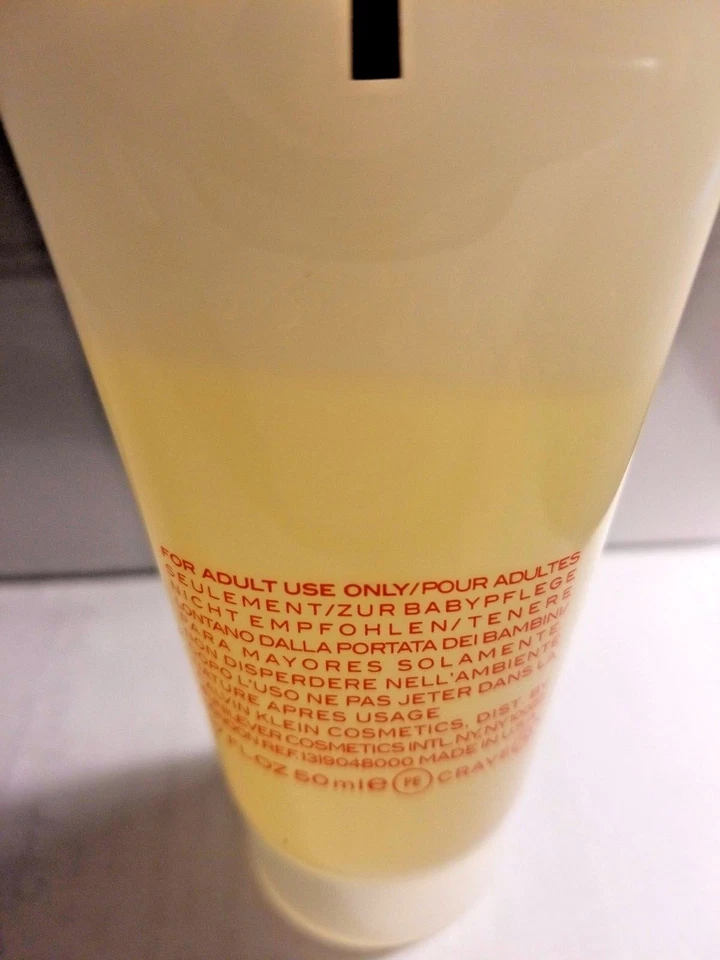 FOR ADULT USE ONLY/POUR ADULTES
SEULEMENT/ZUR BABYPFLEGE
NICHT EMPFOHLEN/TENERE
LONTANO DALLA PORTATA DEI BAMBINI/
PARA MAYORES SOLAMENTE
NON DISPERDERE NELL'AMBIENTE
DOPO L'USO NE PAS JETER DANS LA
NATURE APRES USAGE
CALVIN KLEIN COSMETICS, DIST. BY
UNILEVER COSMETICS INTL. NY, NY
REF. 1319048000 MADE IN
FL OZ 50 ml e PE CRAVE